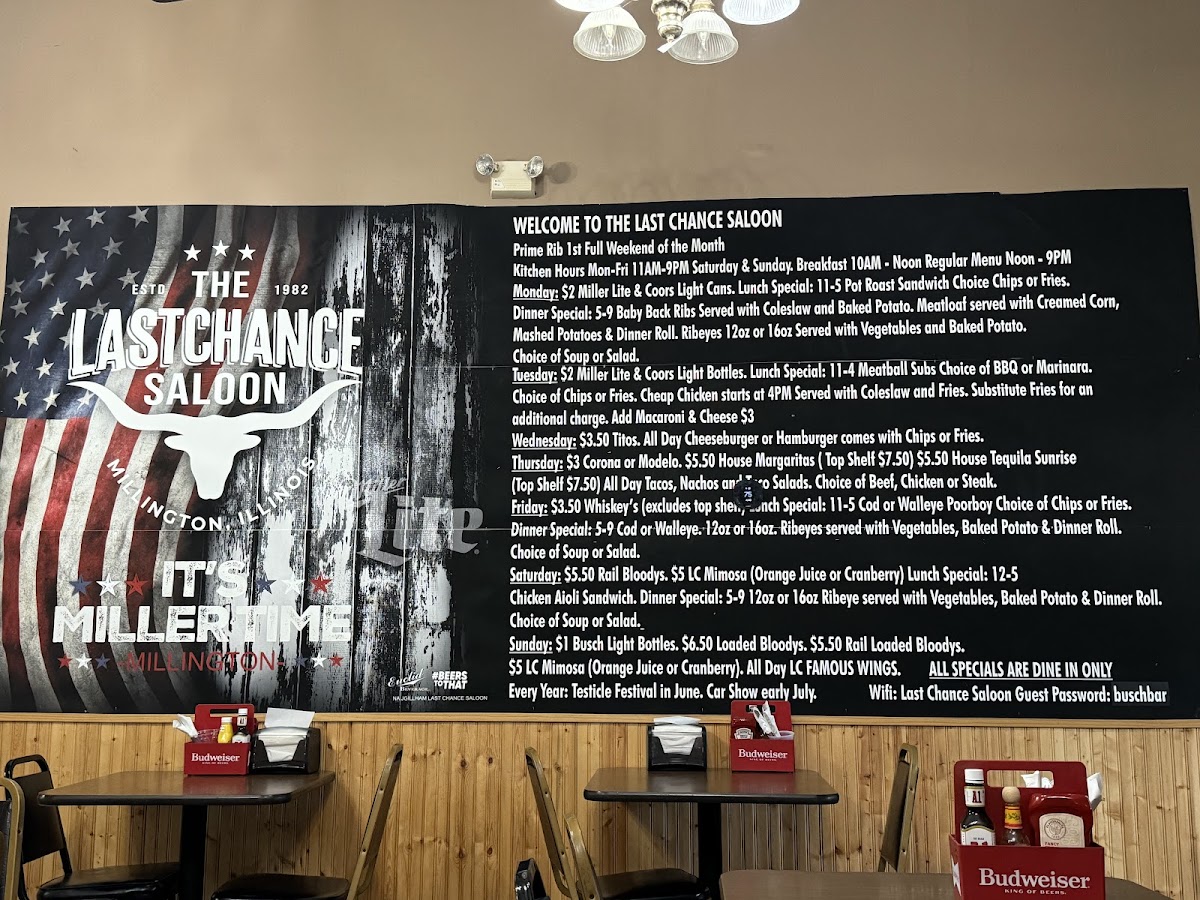 ESTD THE 1982
LASTCHANCE
SALOON
MILLINGTON, ILLINOIS
Miller
Lite
IT'S
MILLERTIME
-MILLINGTON-
Euclid
BEVERAGE
#BEERS
TO THAT
NAJGILLHAM LAST CHANCE SALOON
WELCOME TO THE LAST CHANCE SALOON
Prime Rib 1st Full Weekend of the Month
Kitchen Hours Mon-Fri 11AM-9PM Saturday & Sunday. Breakfast 10AM - Noon Regular Menu Noon - 9PM
Monday: $2 Miller Lite & Coors Light Cans. Lunch Special: 11-5 Pot Roast Sandwich Choice Chips or Fries.
Dinner Special: 5-9 Baby Back Ribs Served with Coleslaw and Baked Potato. Meatloaf served with Creamed Corn,
Mashed Potatoes & Dinner Roll. Ribeyes 12oz or 16oz Served with Vegetables and Baked Potato.
Choice of Soup or Salad.
Tuesday: $2 Miller Lite & Coors Light Bottles. Lunch Special: 11-4 Meatball Subs Choice of BBQ or Marinara.
Choice of Chips or Fries. Cheap Chicken starts at 4PM Served with Coleslaw and Fries. Substitute Fries for an
additional charge. Add Macaroni & Cheese $3
Wednesday: $3.50 Titos. All Day Cheeseburger or Hamburger comes with Chips or Fries.
Thursday: $3 Corona or Modelo. $5.50 House Margaritas ( Top Shelf $7.50) $5.50 House Tequila Sunrise
(Top Shelf $7.50) All Day Tacos, Nachos and Salads. Choice of Beef, Chicken or Steak.
Friday: $3.50 Whiskey's (excludes top Special: 11-5 Cod or Walleye Poorboy Choice of Chips or Fries.
Dinner Special: 5-9 Cod or Walleye. 12oz or 16oz. Ribeyes served with Vegetables, Baked Potato & Dinner Roll.
Choice of Soup or Salad.
Saturday: $5.50 Rail Bloodys. $5 LC Mimosa (Orange Juice or Cranberry) Lunch Special: 12-5
Chicken Aioli Sandwich. Dinner Special: 5-9 12oz or 16oz Ribeye served with Vegetables, Baked Potato & Dinner Roll.
Choice of Soup or Salad.
Sunday: $1 Busch Light Bottles. $6.50 Loaded Bloodys. $5.50 Rail Loaded Bloodys.
$5 LC Mimosa (Orange Juice or Cranberry). All Day LC FAMOUS WINGS. ALL SPECIALS ARE DINE IN ONLY
Every Year: Testicle Festival in June. Car Show early July. Wifi: Last Chance Saloon Guest Password: buschbar
75
Budweiser
KING OF BEERS
Budweiser
KING OF BEERS
A1
Budweiser
KING OF BEERS.